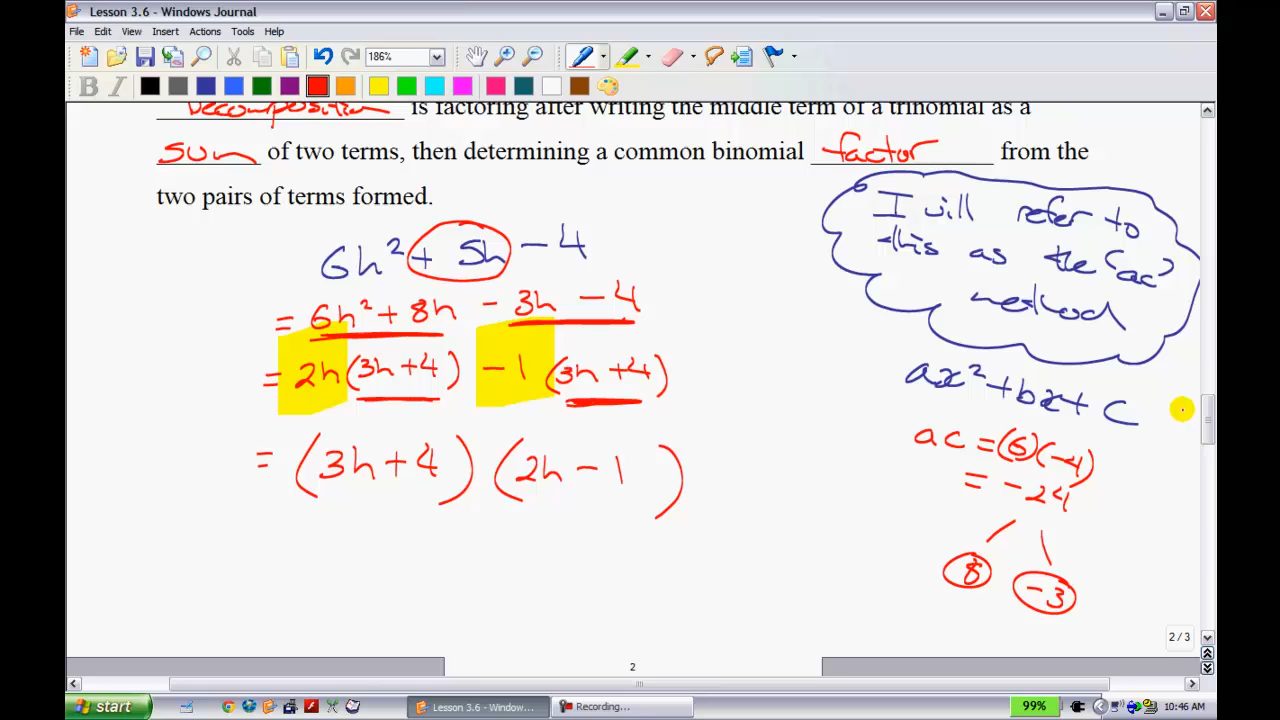 Lesson 3.6 - Windows Journal
File Edit View Insert Actions Tools Help
186%
B I
Decomposition is factoring after writing the middle term of a trinomial as a
sum of two terms, then determining a common binomial factor from the
two pairs of terms formed.
I will refer to
this as the "ac"
method
6h² + 5h - 4
= 6h² + 8h - 3h - 4
= 2h(3h+4) - 1(3h+4)
= (3h+4)(2h-1)
ax² + bx + c
ac = (6)(-4)
= -24
8 -3
2/3
2
start
Lesson 3.6 - Window...
Recording...
99%
10:46 AM